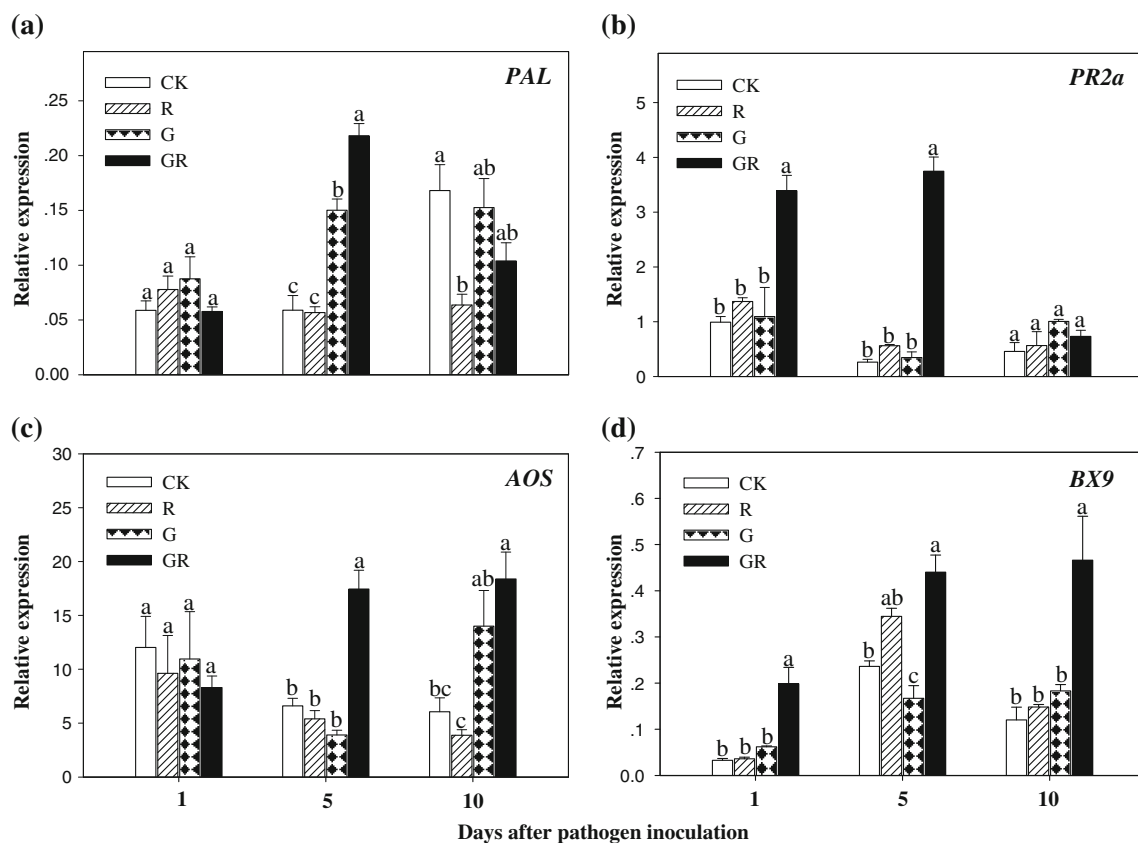 (a)
PAL
CK
R
G
GR
Relative expression
.25
.20
.15
.10
.05
0.00
a a a a
c c b a
a b ab ab
(b)
PR2a
CK
R
G
GR
Relative expression
5
4
3
2
1
0
b b b a
b b b a
a a a a
(c)
AOS
CK
R
G
GR
Relative expression
30
25
20
15
10
5
0
a a a a
b b b a
bc c ab a
1 5 10
(d)
BX9
CK
R
G
GR
Relative expression
.7
.6
.5
.4
.3
.2
.1
0.0
b b b a
b ab c a
b b b a
1 5 10
Days after pathogen inoculation